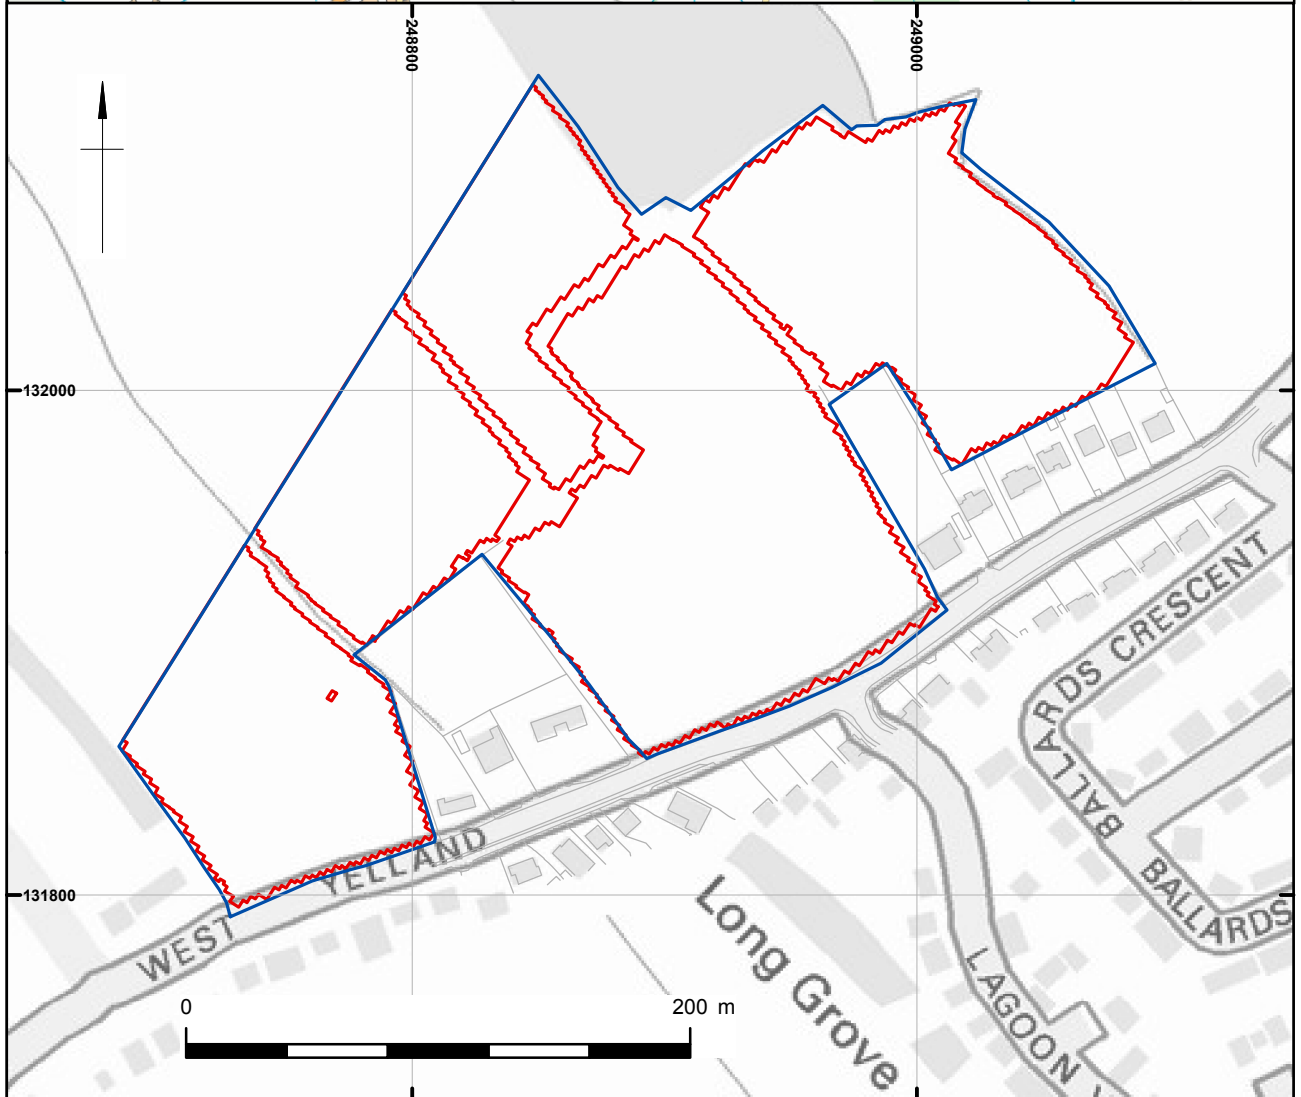 248800
249000
132000
131800
BALLARDS CRESCENT
BALLARDS
YELLAND
WEST
Long Grove
LAGOON
0
200 m